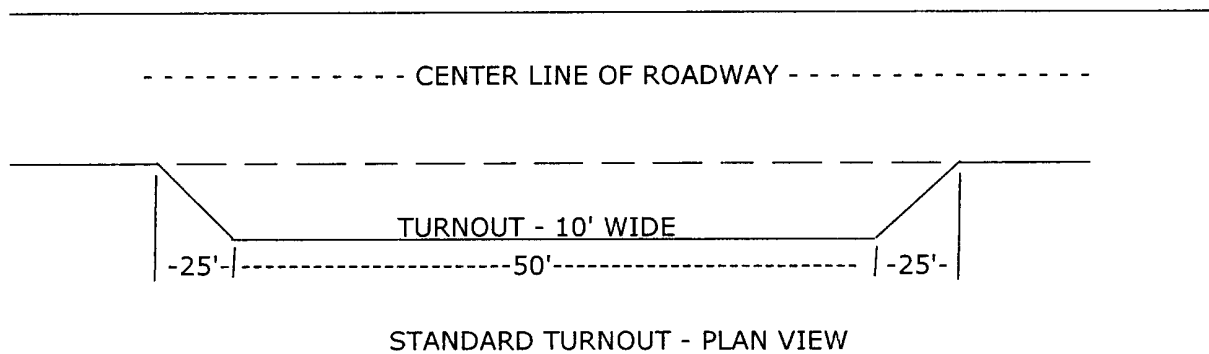 - - - - - - - - - - - - - CENTER LINE OF ROADWAY - - - - - - - - - - - - - - -
TURNOUT - 10' WIDE
-25'-|----------------------50'------------------------- |-25'-
STANDARD TURNOUT - PLAN VIEW